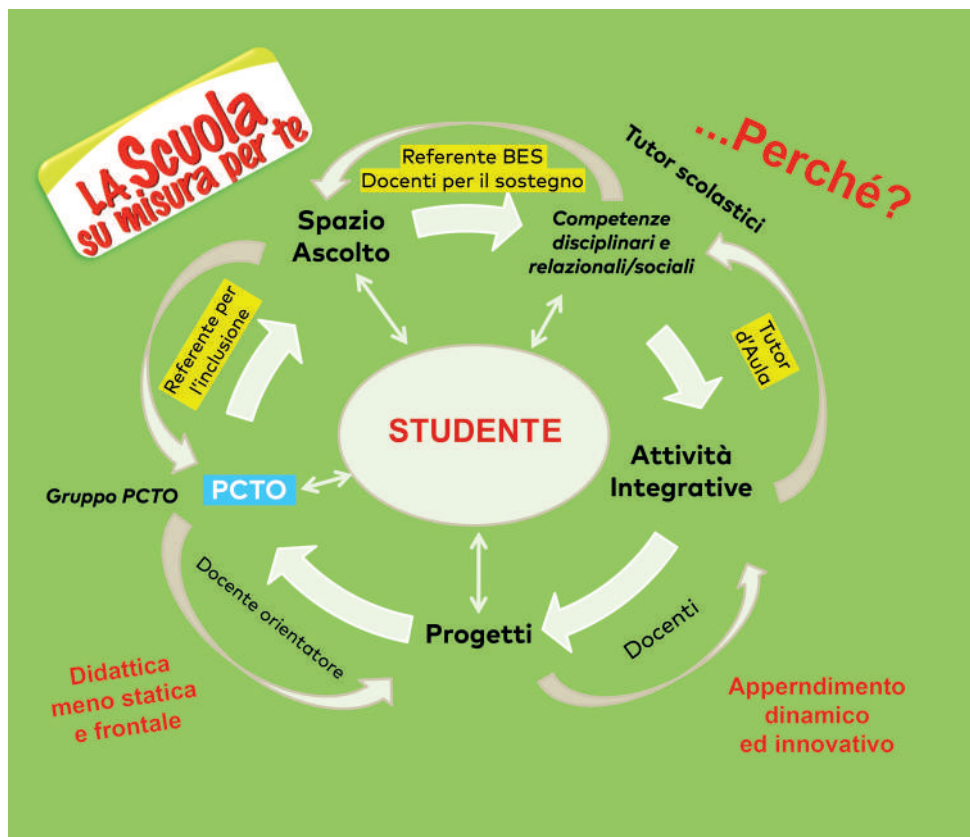 LA Scuola
su misura per te
...Perché?
Tutor scolastici
Referente BES
Docenti per il sostegno
Spazio
Ascolto
Competenze
disciplinari e
relazionali/sociali
Referente per
l'inclusione
Tutor
d'Aula
STUDENTE
Attività
Integrative
Gruppo PCTO
PCTO
Docente orientatore
Progetti
Docenti
Didattica
meno statica
e frontale
Apperndimento
dinamico
ed innovativo